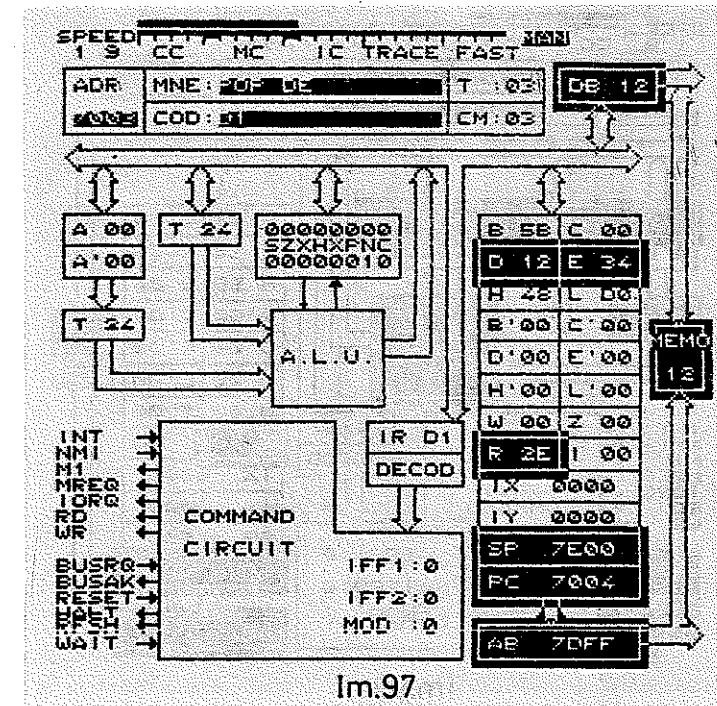 SPEED
1 9 CC MC IC TRACE FAST
ADR MNE: POP DE T :03 DB 12
COD: D1 CM:03
A 00 T 24 00000000 B 5B C 00
A'00 SZXHXPNC D 12 E 34
00000010 H 48 L D0
T 24 B'00 C'00 MEMO
A.L.U. D'00 E'00 12
H'00 L'00
W 00 Z 00
INT IR D1 R 2E I 00
NMI DECOD
M1 IX 0000
MREQ
IORQ IY 0000
RD COMMAND
WR CIRCUIT SP 7E00
BUSRQ IFF1:0 PC 7004
BUSAK
RESET IFF2:0
MOD :0
WAIT AB 7DFF
Im.97